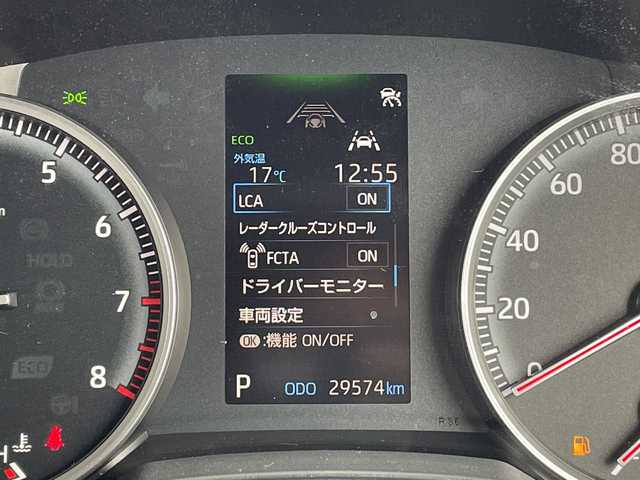 ECO
外気温
17℃ 12:55
LCA ON
レーダークルーズコントロール
FCTA ON
ドライバーモニター
車両設定
OK:機能 ON/OFF
P ODO 29574km
5
6
7
8
HOLD
ECO
H
80
60
40
20
0